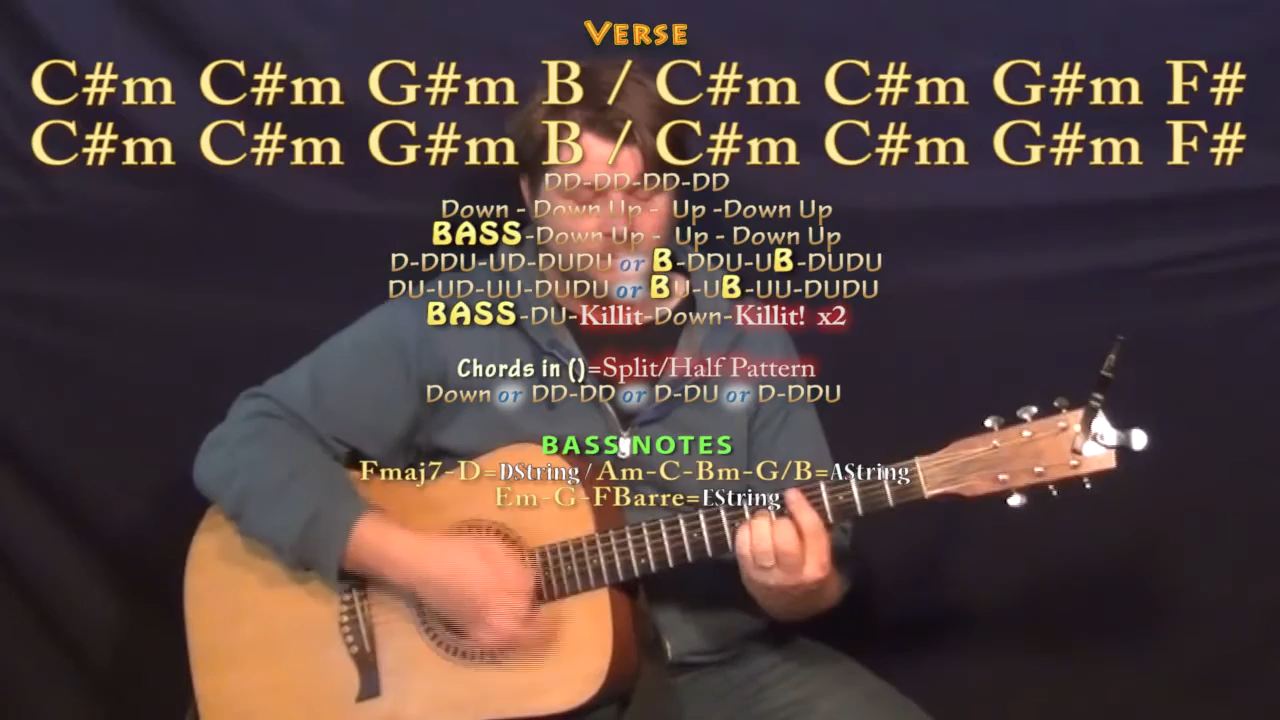 VERSE
C#m C#m G#m B / C#m C#m G#m F#
C#m C#m G#m B / C#m C#m G#m F#
DD-DD-DD-DD
Down - Down Up - Up -Down Up
BASS-Down Up - Up - Down Up
D-DDU-UD-DUDU or B-DDU-UB-DUDU
DU-UD-UU-DUDU or BU-UB-UU-DUDU
BASS-DU-Killit-Down-Killit! x2
Chords in ()=Split/Half Pattern
Down or DD-DD or D-DU or D-DDU
BASS NOTES
Fmaj7-D=DString / Am-C-Bm-G/B=AString
Em-G-FBarre=EString